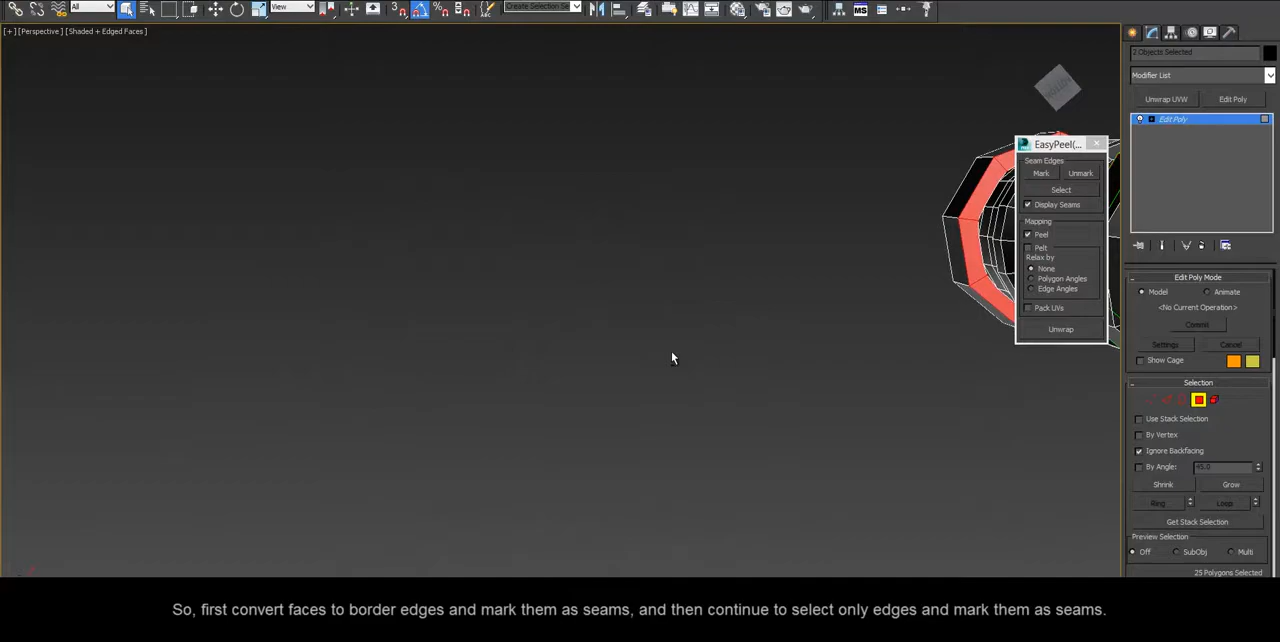 All
View
3
Create Selection Se
MS
[+] [Perspective] [Shaded + Edged Faces]
2 Objects Selected
Modifier List
Unwrap UVW
Edit Poly
Edit Poly
EasyPeel(...
Seam Edges
Mark
Unmark
Select
Display Seams
Mapping
Peel
Pelt
Relax by
None
Polygon Angles
Edge Angles
Pack UVs
Unwrap
Edit Poly Mode
Model
Animate
<No Current Operation>
Commit
Settings
Cancel
Show Cage
Selection
Use Stack Selection
By Vertex
Ignore Backfacing
By Angle:
45.0
Shrink
Grow
Ring
Loop
Get Stack Selection
Preview Selection
Off
SubObj
Multi
25 Polygons Selected
So, first convert faces to border edges and mark them as seams, and then continue to select only edges and mark them as seams.